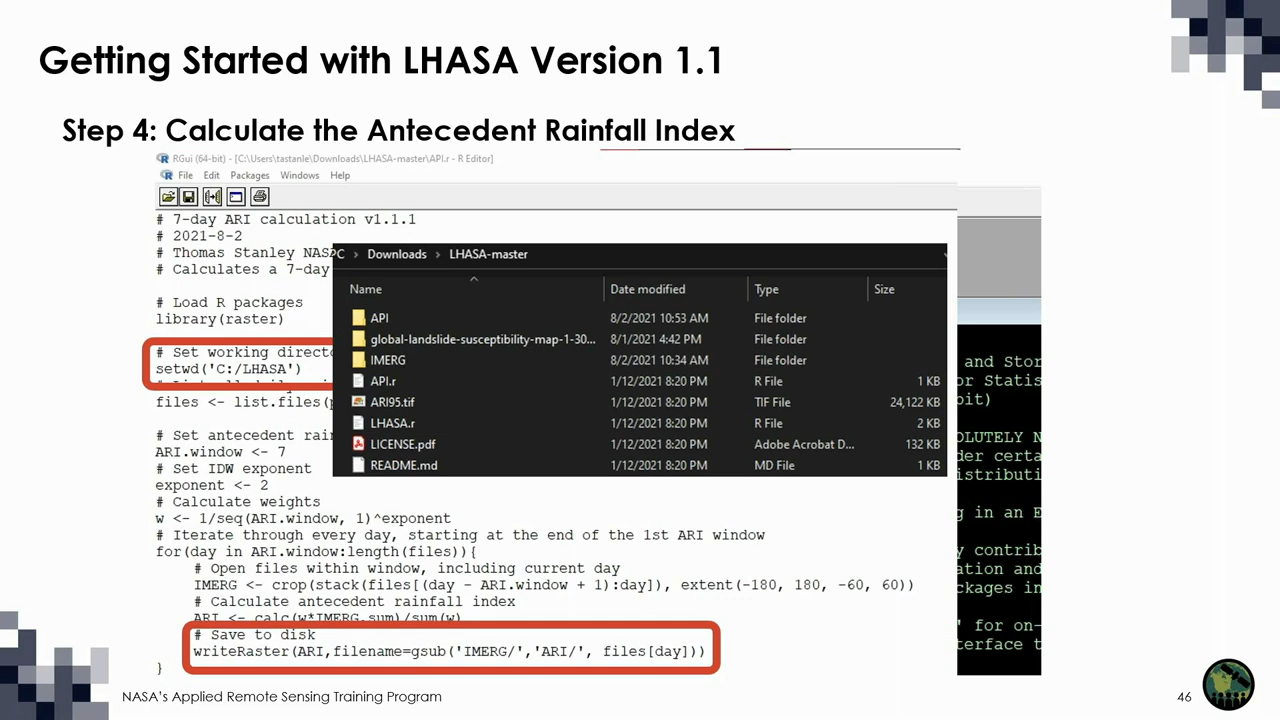 Getting Started with LHASA Version 1.1
Step 4: Calculate the Antecedent Rainfall Index
RGui (64-bit) - [C:\Users\tastanle\Downloads\LHASA-master\API.r - R Editor]
File Edit Packages Windows Help
# 7-day ARI calculation v1.1.1
# 2021-8-2
# Thomas Stanley NAS
# Calculates a 7-day
# Load R packages
library(raster)
# Set working directo
setwd('C:/LHASA')
files <- list.files(p
# Set antecedent rai
ARI.window <- 7
# Set IDW exponent
exponent <- 2
# Calculate weights
w <- 1/seq(ARI.window, 1)^exponent
# Iterate through every day, starting at the end of the 1st ARI window
for(day in ARI.window:length(files)){
# Open files within window, including current day
IMERG <- crop(stack(files[(day - ARI.window + 1):day]), extent(-180, 180, -60, 60))
# Calculate antecedent rainfall index
ARI <- calc(w*IMERG,sum)/sum(w)
# Save to disk
writeRaster(ARI,filename=gsub('IMERG/','ARI/', files[day]))
}
PC > Downloads > LHASA-master
Name Date modified Type Size
API 8/2/2021 10:53 AM File folder
global-landslide-susceptibility-map-1-30... 8/1/2021 4:42 PM File folder
IMERG 8/2/2021 10:34 AM File folder
API.r 1/12/2021 8:20 PM R File 1 KB
ARI95.tif 1/12/2021 8:20 PM TIF File 24,122 KB
LHASA.r 1/12/2021 8:20 PM R File 2 KB
LICENSE.pdf 1/12/2021 8:20 PM Adobe Acrobat D... 132 KB
README.md 1/12/2021 8:20 PM MD File 1 KB
and Stor
or Statis
bit)
SOLUTELY N
der certa
distributi
g in an E
y contrib
ation and
ckages in
' for on-
terface t
NASA's Applied Remote Sensing Training Program
46